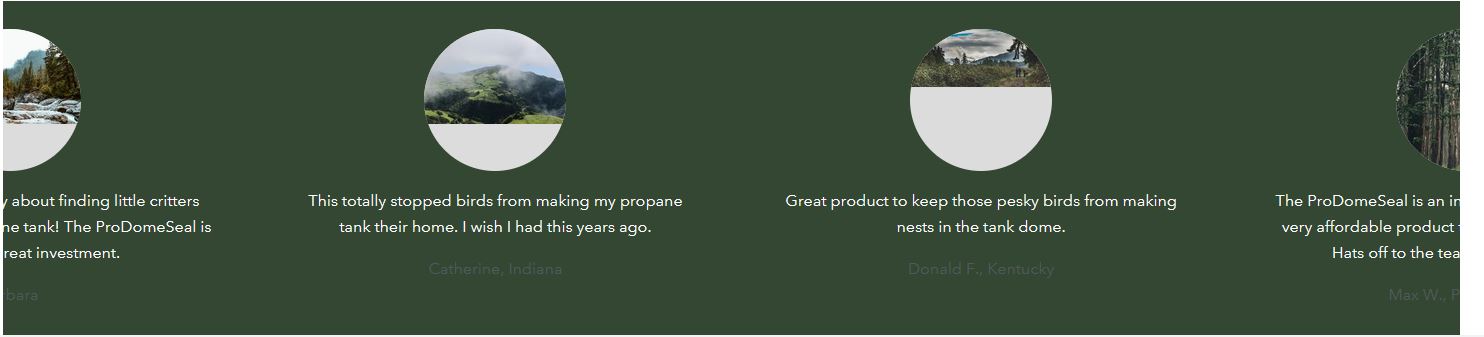 y about finding little critters
ne tank! The ProDomeSeal is
reat investment.
rbara
This totally stopped birds from making my propane
tank their home. I wish I had this years ago.
Catherine, Indiana
Great product to keep those pesky birds from making
nests in the tank dome.
Donald F., Kentucky
The ProDomeSeal is an in
very affordable product
Hats off to the tea
Max W., P